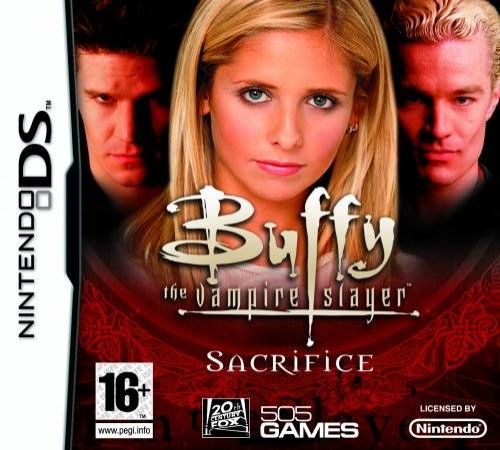 NINTENDO DS™
Buffy
the vampire slayer™
SACRIFICE
16+
www.pegi.info
20th
CENTURY
FOX
505
GAMES
LICENSED BY
Nintendo